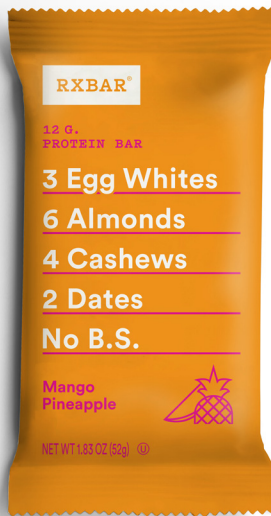 RXBAR®
12 G.
PROTEIN BAR
3 Egg Whites
6 Almonds
4 Cashews
2 Dates
No B.S.
Mango
Pineapple
NET WT 1.83 OZ (52g) Ⓤ